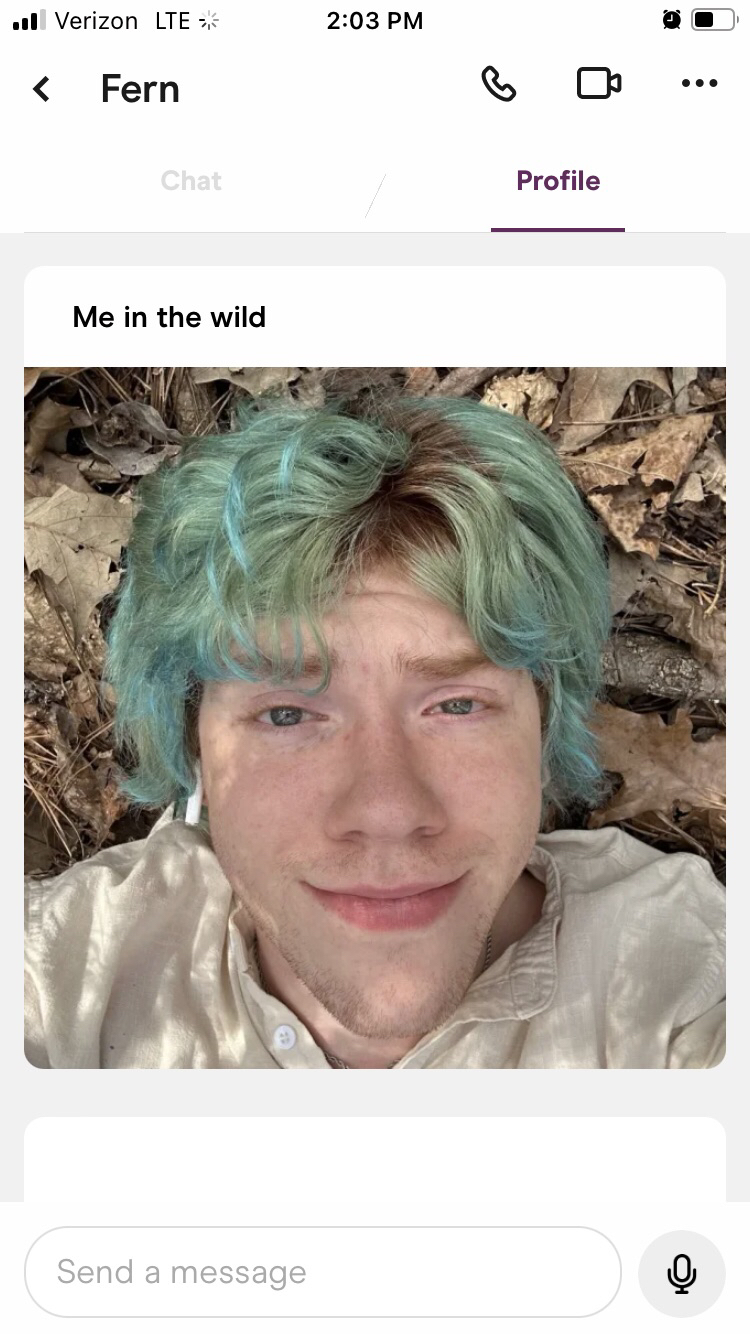 Verizon LTE 2:03 PM
Fern
Chat Profile
Me in the wild
Send a message